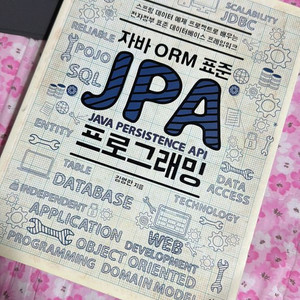 SCALABILITY
JDBC
스프링 데이터 예제 프로젝트로 배우는
전자정부 표준 데이터베이스 프레임워크
RELIABLE
POJO
SQL
자바 ORM 표준
JPA
JAVA PERSISTENCE API
프로그래밍
김영한 지음
ENTITY
DATA
ACCESS
TABLE
DATABASE
TECHNOLOGY
INDEPENDENT
APPLICATION
WEB
DEVELOPMENT
OBJECT ORIENTED
PROGRAMMING
DOMAIN MODEL